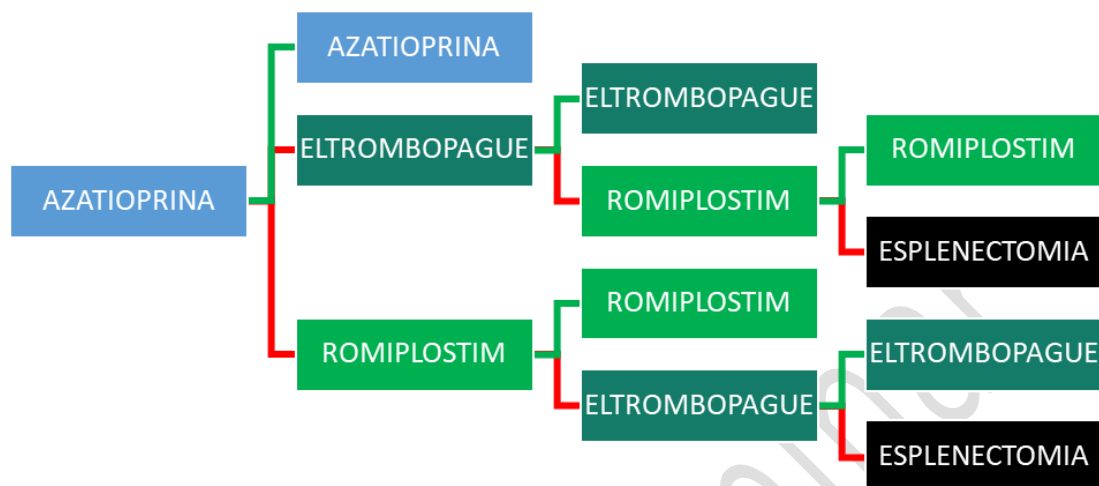 AZATIOPRINA
AZATIOPRINA
ELTROMBOPAGUE
ROMIPLOSTIM
ELTROMBOPAGUE
ROMIPLOSTIM
ROMIPLOSTIM
ELTROMBOPAGUE
ROMIPLOSTIM
ESPLENECTOMIA
ELTROMBOPAGUE
ESPLENECTOMIA